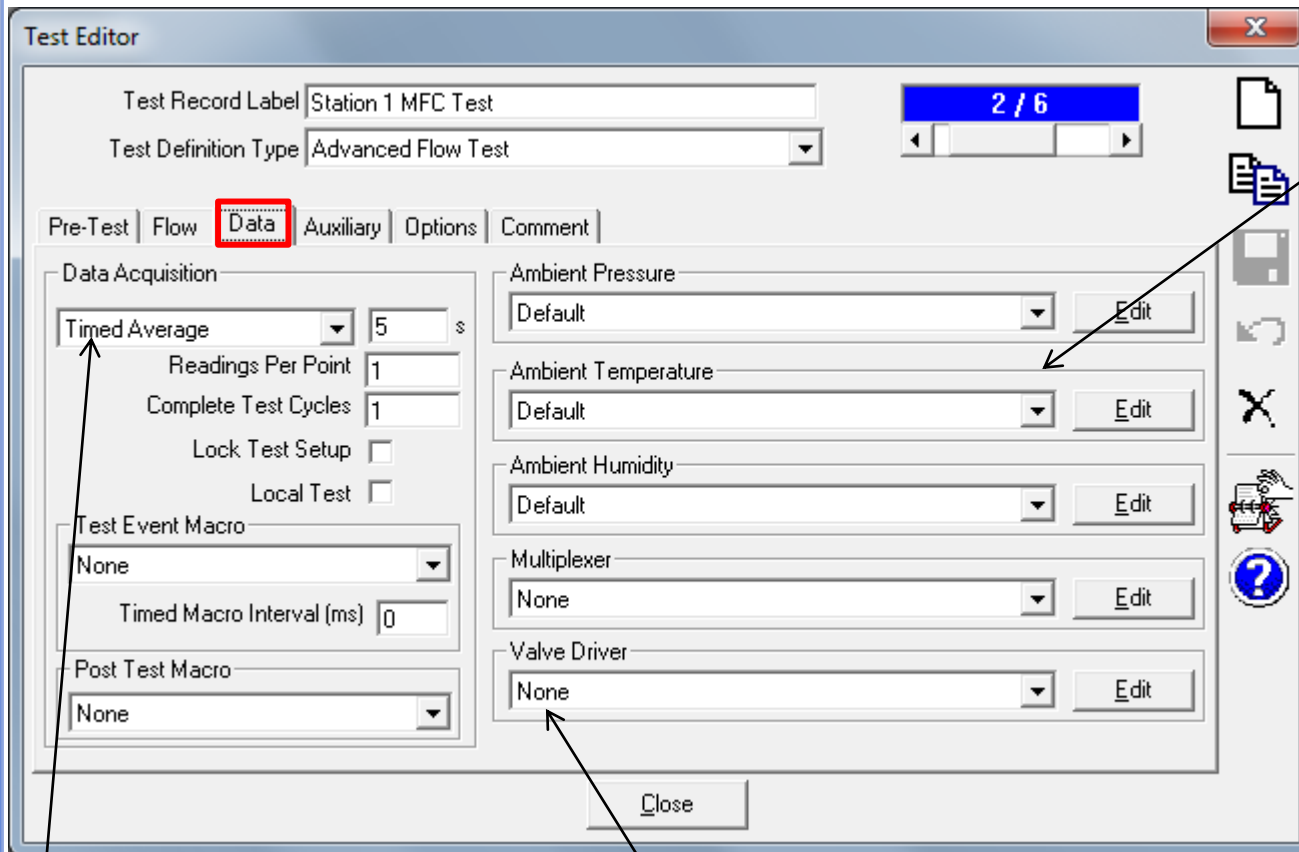 Test Editor
Test Record Label Station 1 MFC Test
2 / 6
Test Definition Type Advanced Flow Test
Pre-Test Flow Data Auxiliary Options Comment
Data Acquisition
Timed Average 5 s
Readings Per Point 1
Complete Test Cycles 1
Lock Test Setup
Local Test
Test Event Macro
None
Timed Macro Interval (ms) 0
Post Test Macro
None
Ambient Pressure
Default Edit
Ambient Temperature
Default Edit
Ambient Humidity
Default Edit
Multiplexer
None Edit
Valve Driver
None Edit
Close